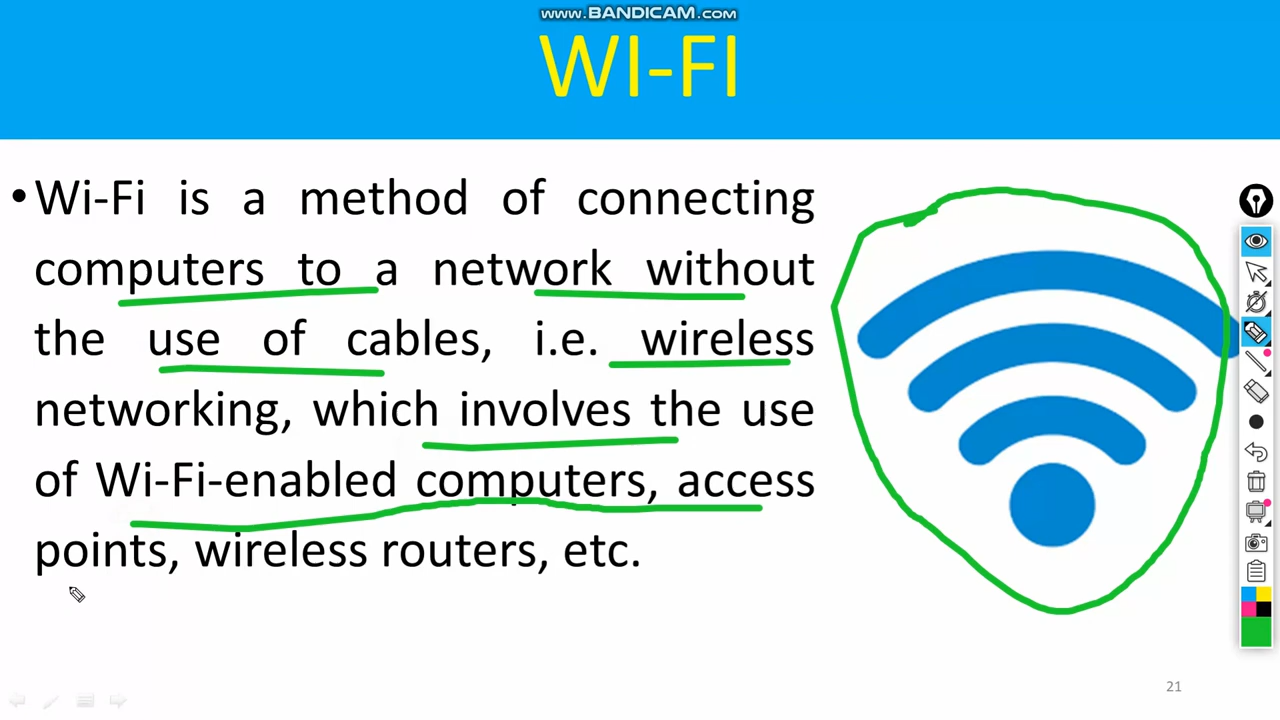 www.BANDICAM.com
WI-FI
•Wi-Fi is a method of connecting
computers to a network without
the use of cables, i.e. wireless
networking, which involves the use
of Wi-Fi-enabled computers, access
points, wireless routers, etc.
21